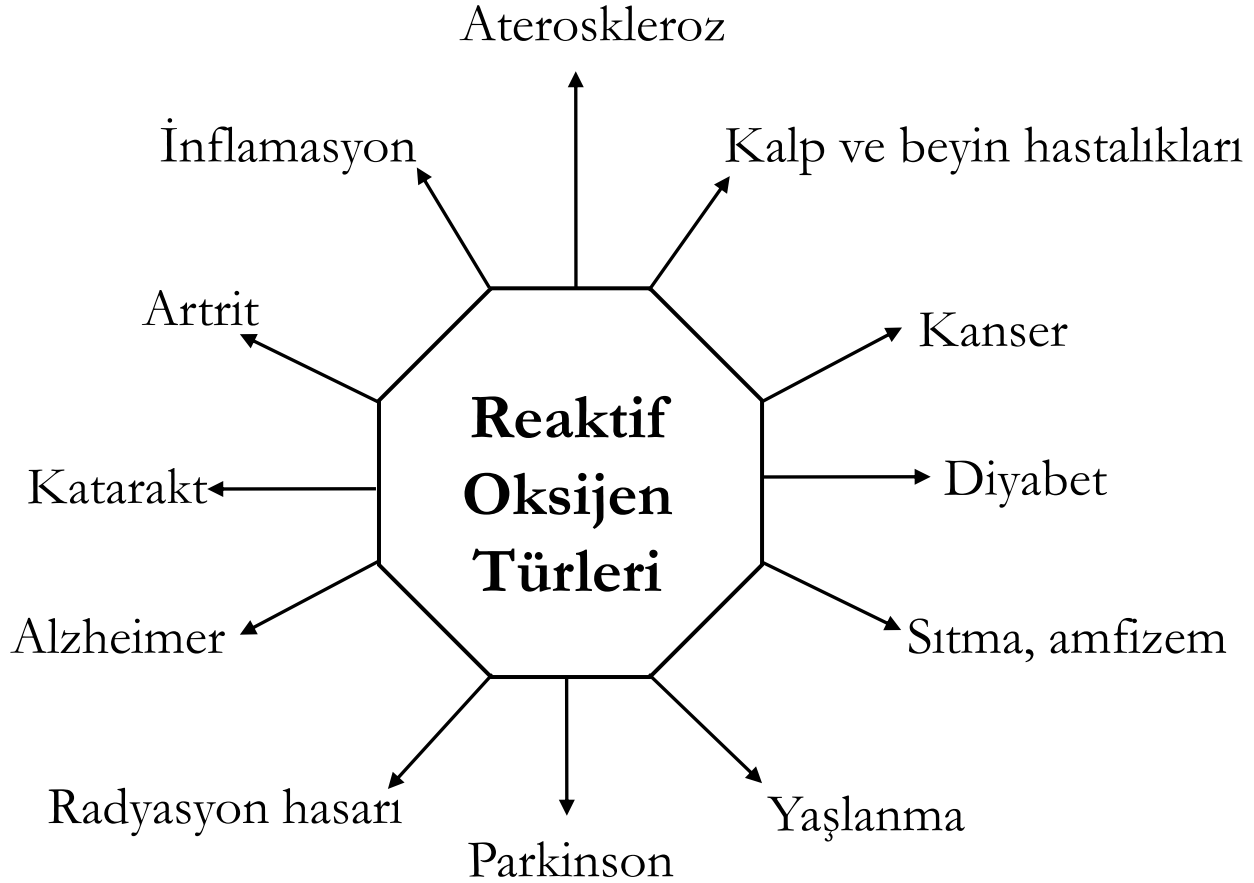 Ateroskleroz
İnflamasyon
Kalp ve beyin hastalıkları
Artrit
Kanser
Reaktif
Oksijen
Türleri
Katarakt
Diyabet
Alzheimer
Sıtma, amfizem
Radyasyon hasarı
Yaşlanma
Parkinson